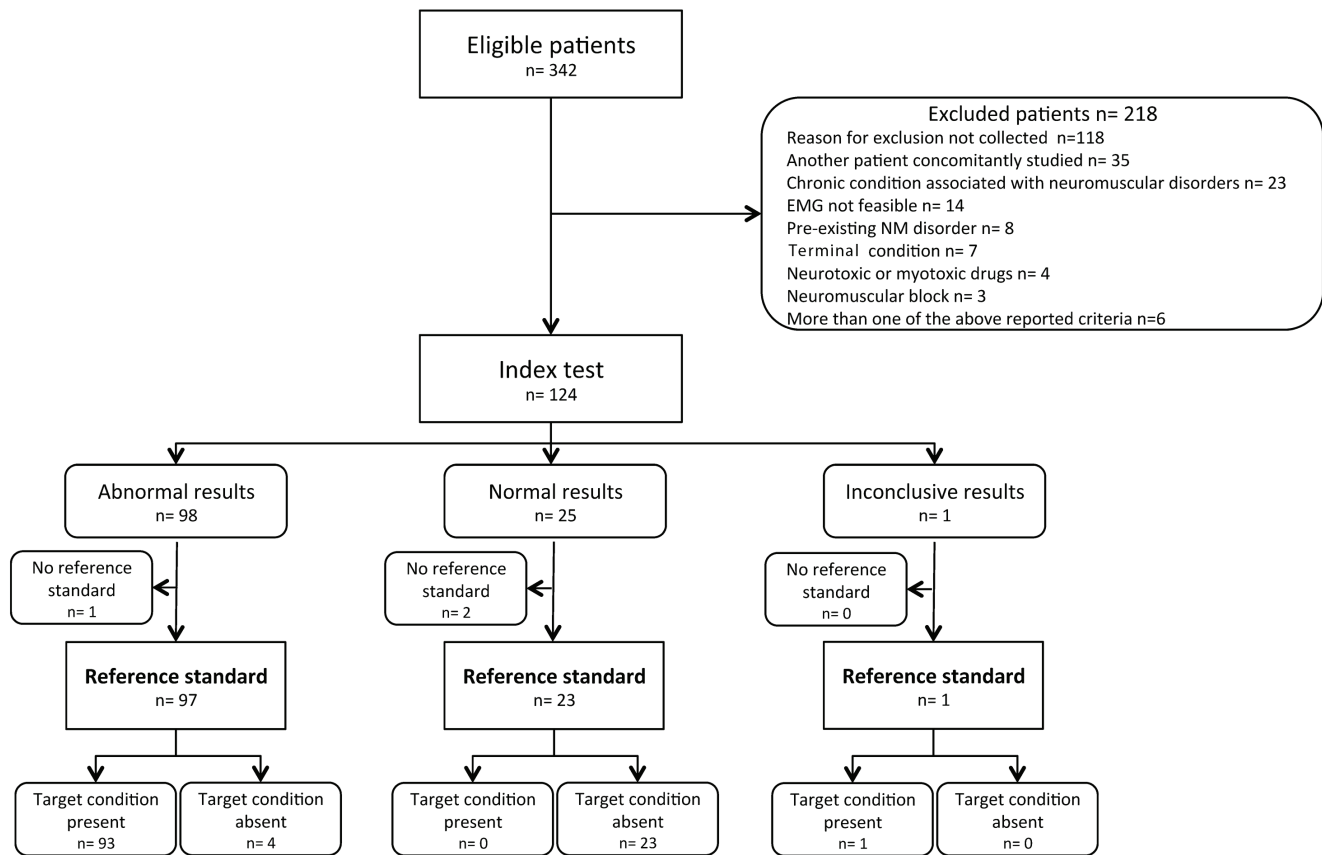 Eligible patients
n= 342
Excluded patients n= 218
Reason for exclusion not collected n=118
Another patient concomitantly studied n= 35
Chronic condition associated with neuromuscular disorders n= 23
EMG not feasible n= 14
Pre-existing NM disorder n= 8
Terminal condition n= 7
Neurotoxic or myotoxic drugs n= 4
Neuromuscular block n= 3
More than one of the above reported criteria n=6
Index test
n= 124
Abnormal results
n= 98
Normal results
n= 25
Inconclusive results
n= 1
No reference
standard
n= 1
No reference
standard
n= 2
No reference
standard
n= 0
Reference standard
n= 97
Reference standard
n= 23
Reference standard
n= 1
Target condition
present
n= 93
Target condition
absent
n= 4
Target condition
present
n= 0
Target condition
absent
n= 23
Target condition
present
n= 1
Target condition
absent
n= 0